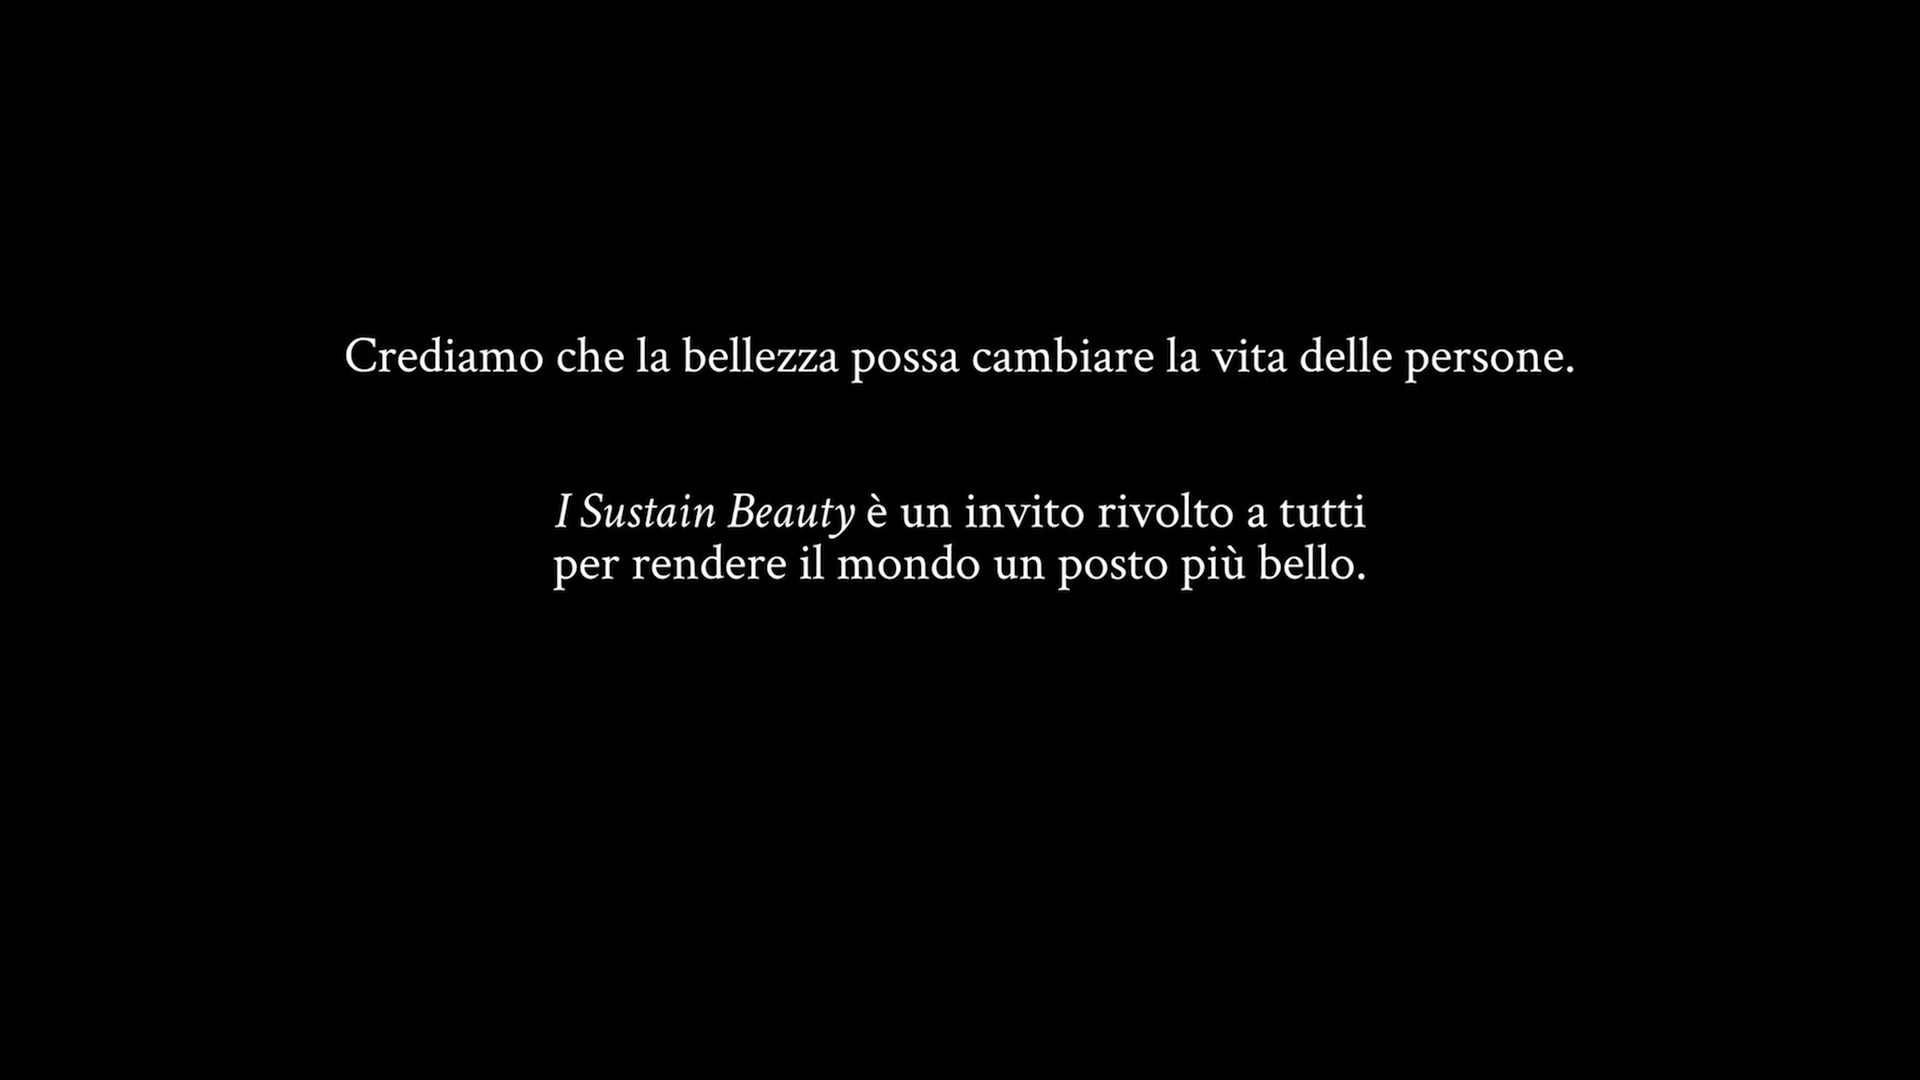 Crediamo che la bellezza possa cambiare la vita delle persone.
I Sustain Beauty è un invito rivolto a tutti
per rendere il mondo un posto più bello.